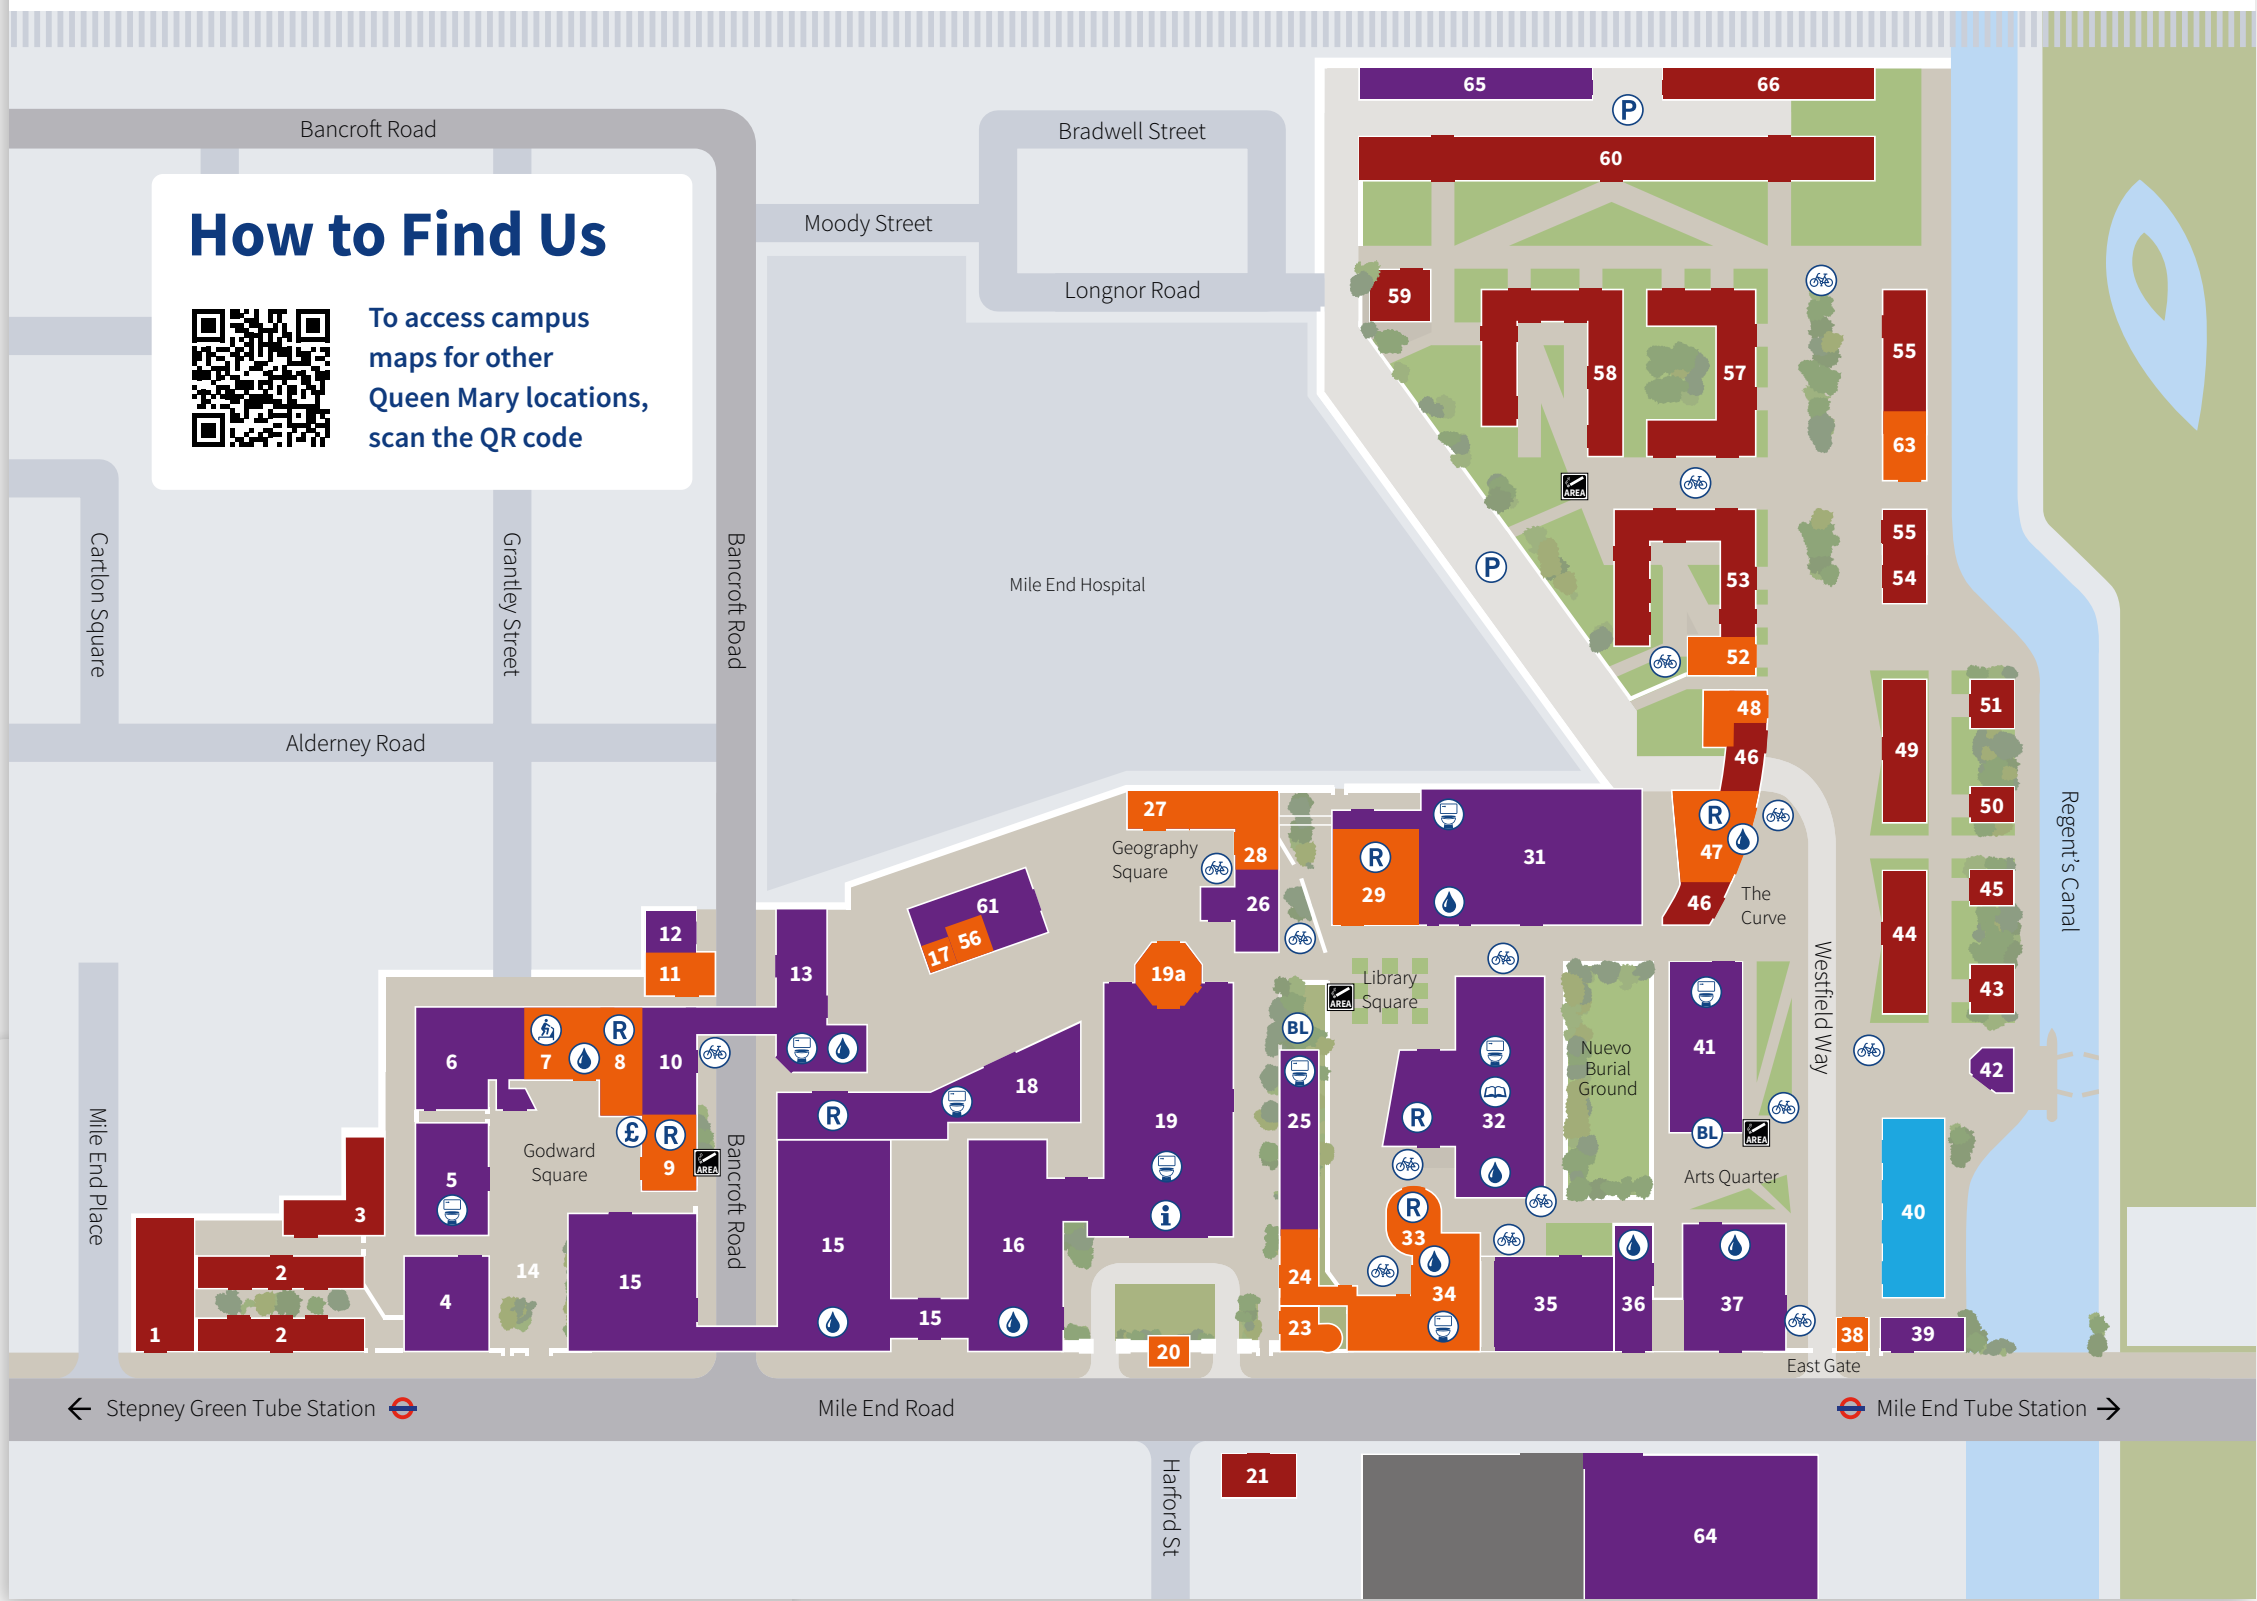 65
66
P
Bancroft Road
Bradwell Street
60
How to Find Us
Moody Street
Longnor Road
59
To access campus
maps for other
Queen Mary locations,
scan the QR code
58
57
55
63
AREA
55
54
53
P
Mile End Hospital
Cartlon Square
Grantley Street
Bancroft Road
52
48
46
51
49
50
Alderney Road
Regent's Canal
27
28
Geography
Square
26
R
29
31
R
47
46
The
Curve
45
44
43
61
56
17
12
11
13
19a
Library
Square
AREA
BL
Westfield Way
6
7
R
8
10
18
R
19
25
R
32
Nuevo
Burial
Ground
41
BL
AREA
42
Arts Quarter
Mile End Place
5
Godward
Square
£
R
9
AREA
Bancroft Road
i
R
33
40
3
2
14
15
15
16
24
34
1
2
4
15
20
23
35
36
37
38
39
East Gate
Stepney Green Tube Station
Mile End Road
Mile End Tube Station
Harford St
21
64